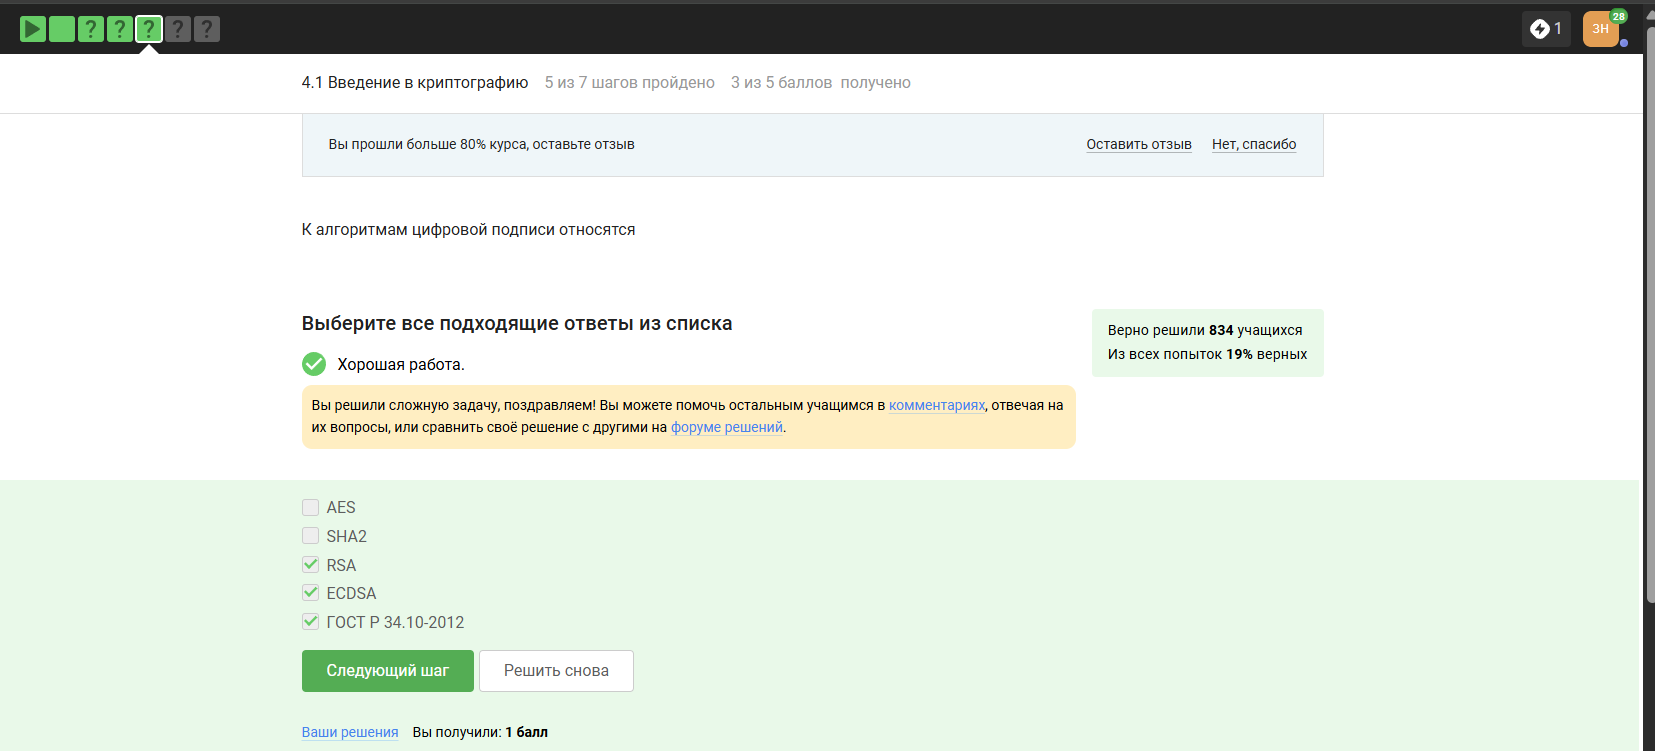 ? ? ? ? ?
1
ЗН
28
4.1 Введение в криптографию 5 из 7 шагов пройдено 3 из 5 баллов получено
Вы прошли больше 80% курса, оставьте отзыв Оставить отзыв Нет, спасибо
К алгоритмам цифровой подписи относятся
Выберите все подходящие ответы из списка
Верно решили 834 учащихся
Из всех попыток 19% верных
Хорошая работа.
Вы решили сложную задачу, поздравляем! Вы можете помочь остальным учащимся в комментариях, отвечая на
их вопросы, или сравнить своё решение с другими на форуме решений.
AES
SHA2
RSA
ECDSA
ГОСТ Р 34.10-2012
Следующий шаг Решить снова
Ваши решения Вы получили: 1 балл